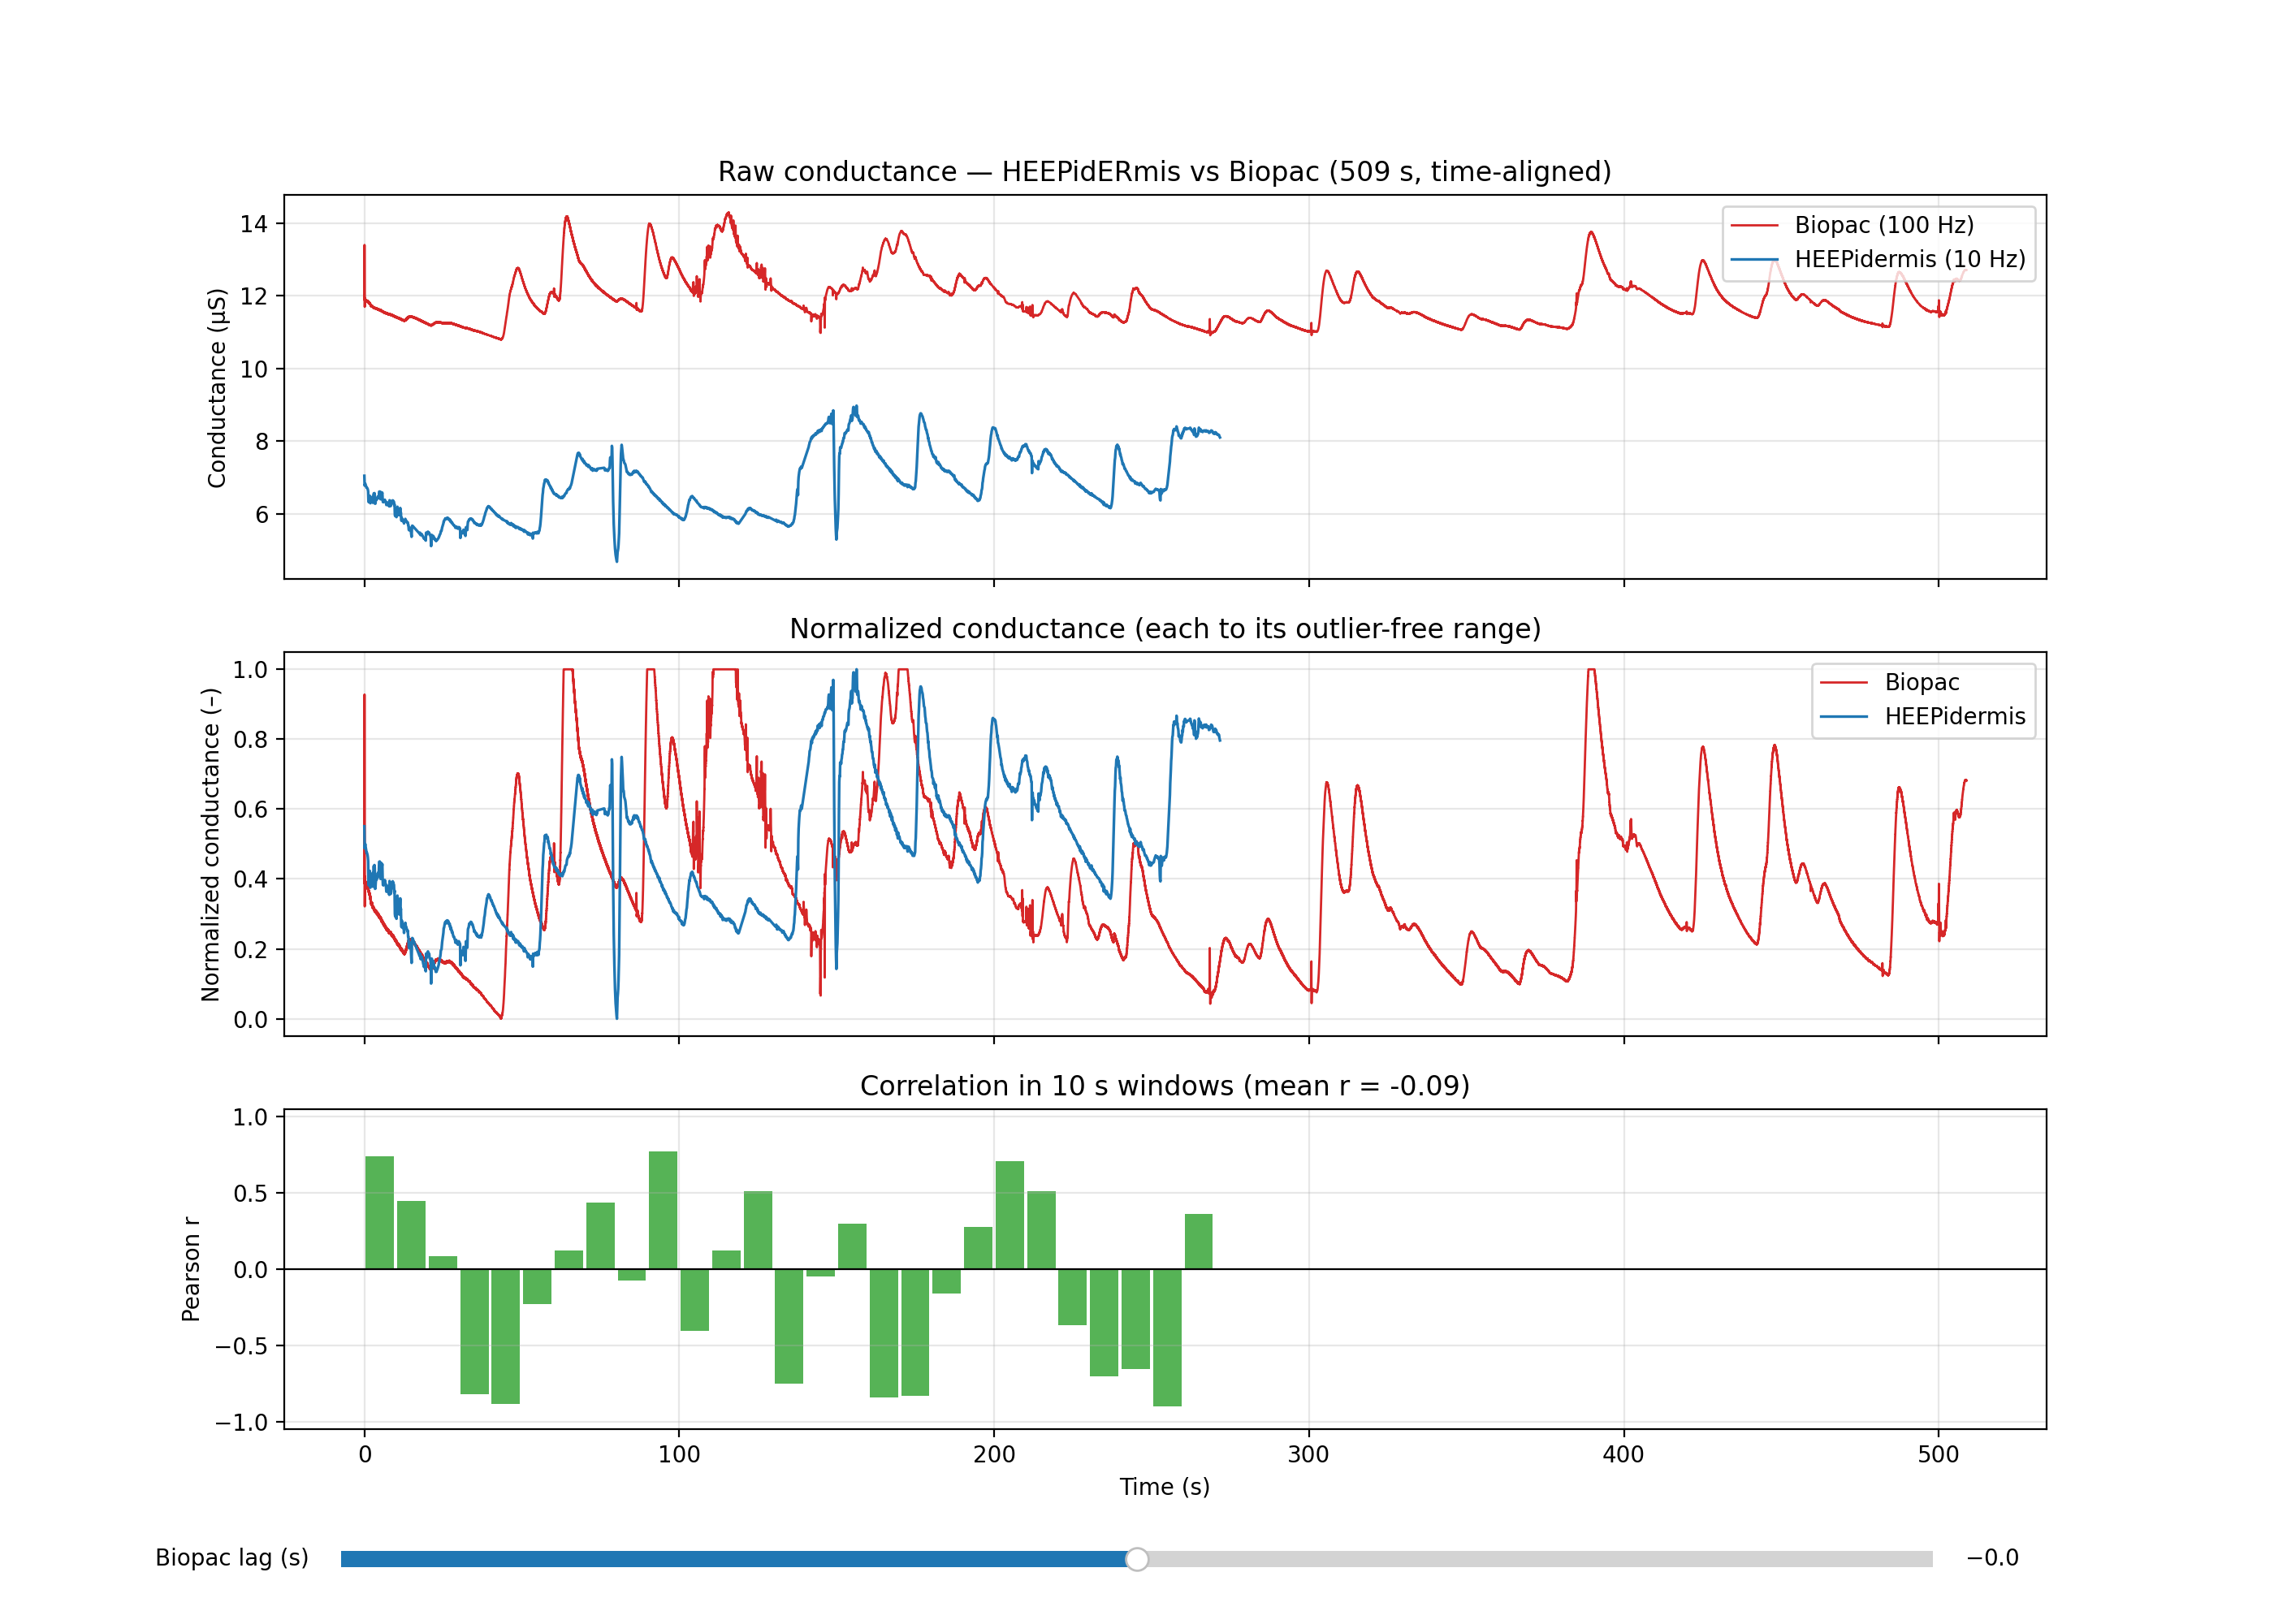 Raw conductance — HEEPidERmis vs Biopac (509 s, time-aligned)
Conductance (µS)
14
12
10
8
6
Biopac (100 Hz)
HEEPidermis (10 Hz)
Normalized conductance (each to its outlier-free range)
Normalized conductance (–)
1.0
0.8
0.6
0.4
0.2
0.0
Biopac
HEEPidermis
Correlation in 10 s windows (mean r = -0.09)
Pearson r
1.0
0.5
0.0
−0.5
−1.0
0 100 200 300 400 500
Time (s)
Biopac lag (s) −0.0